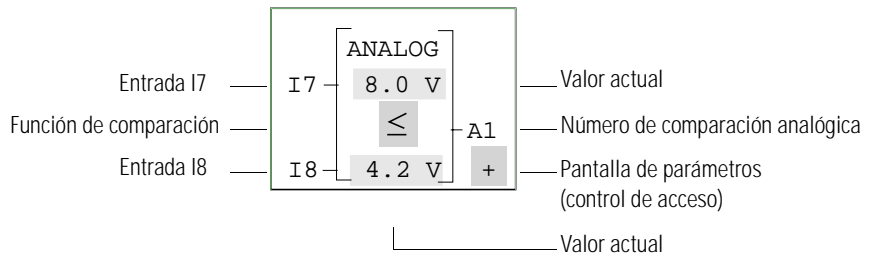 ANALOG
Entrada I7 I7 8.0 V Valor actual
Función de comparación ≤ A1 Número de comparación analógica
Entrada I8 I8 4.2 V + Pantalla de parámetros
(control de acceso)
Valor actual